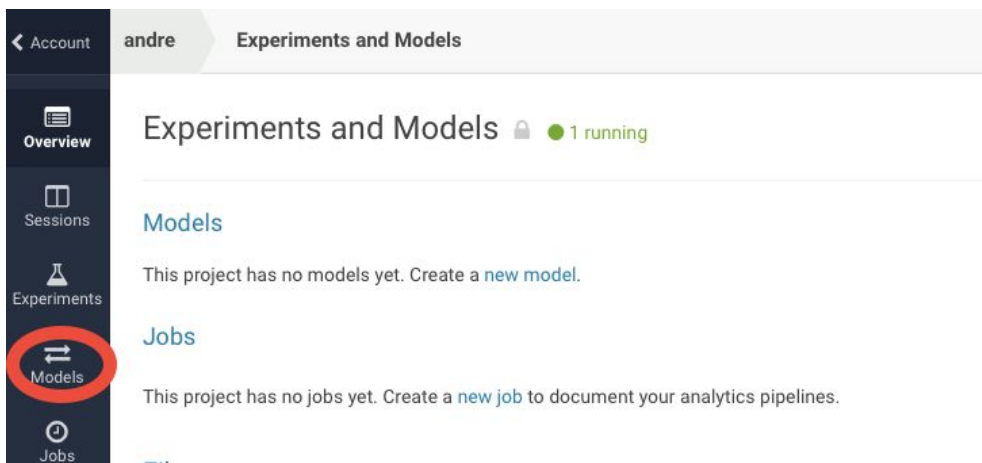 Account
andre
Experiments and Models
Overview
Sessions
Experiments
Models
Jobs
Experiments and Models
1 running
Models
This project has no models yet. Create a new model.
Jobs
This project has no jobs yet. Create a new job to document your analytics pipelines.